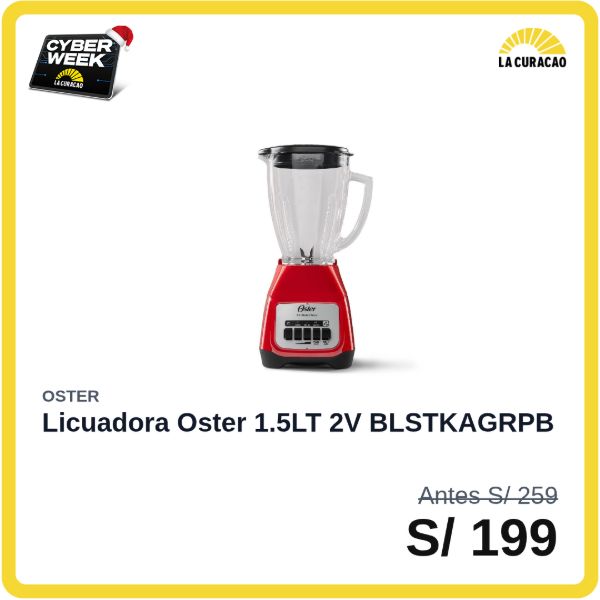 CYBER
WEEK
LA CURACAO
LA CURACAO
Oster
OSTER
Licuadora Oster 1.5LT 2V BLSTKAGRPB
Antes S/ 259
S/ 199